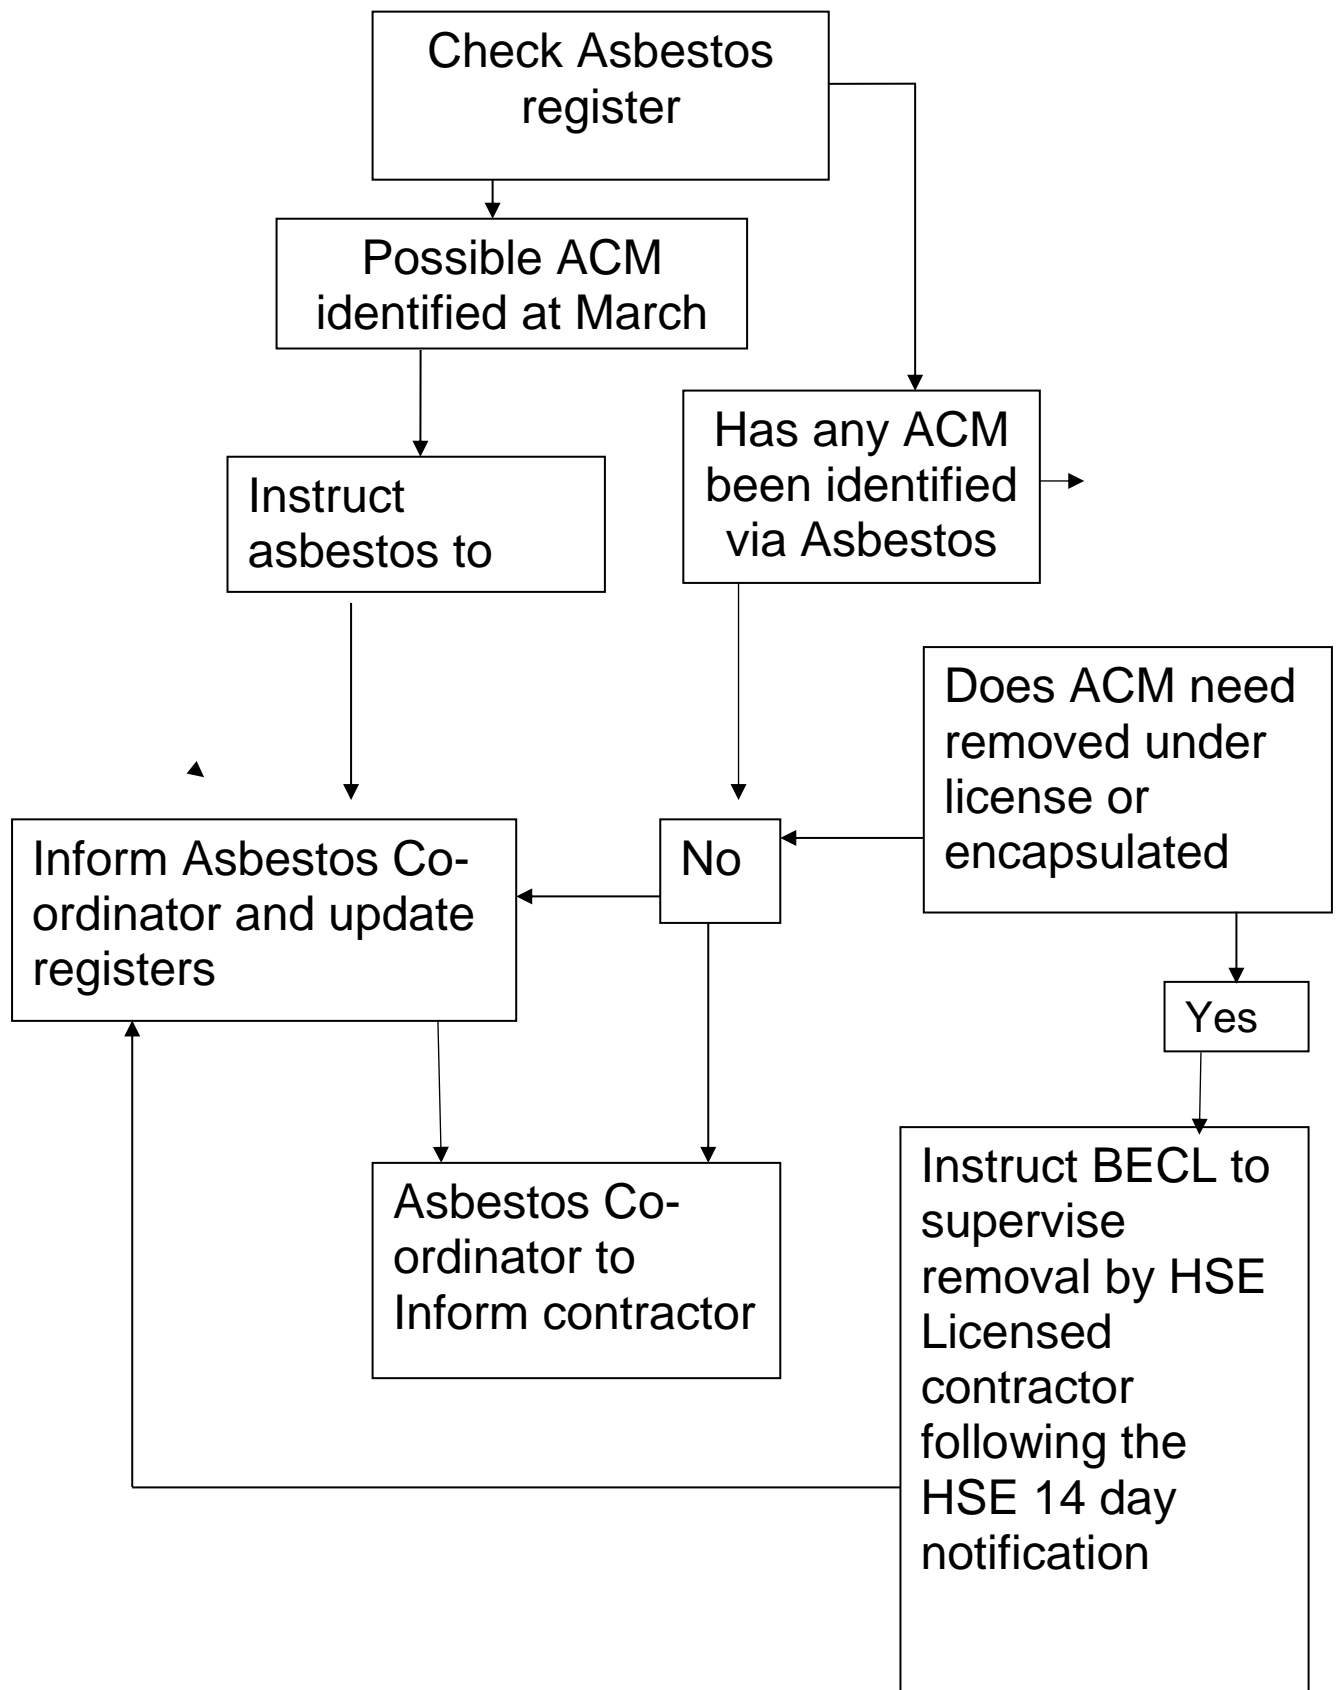 Check Asbestos
register
Possible ACM
identified at March
Has any ACM
been identified
via Asbestos
Instruct
asbestos to
Does ACM need
removed under
license or
encapsulated
Inform Asbestos Co-
ordinator and update
registers
No
Yes
Asbestos Co-
ordinator to
Inform contractor
Instruct BECL to
supervise
removal by HSE
Licensed
contractor
following the
HSE 14 day
notification